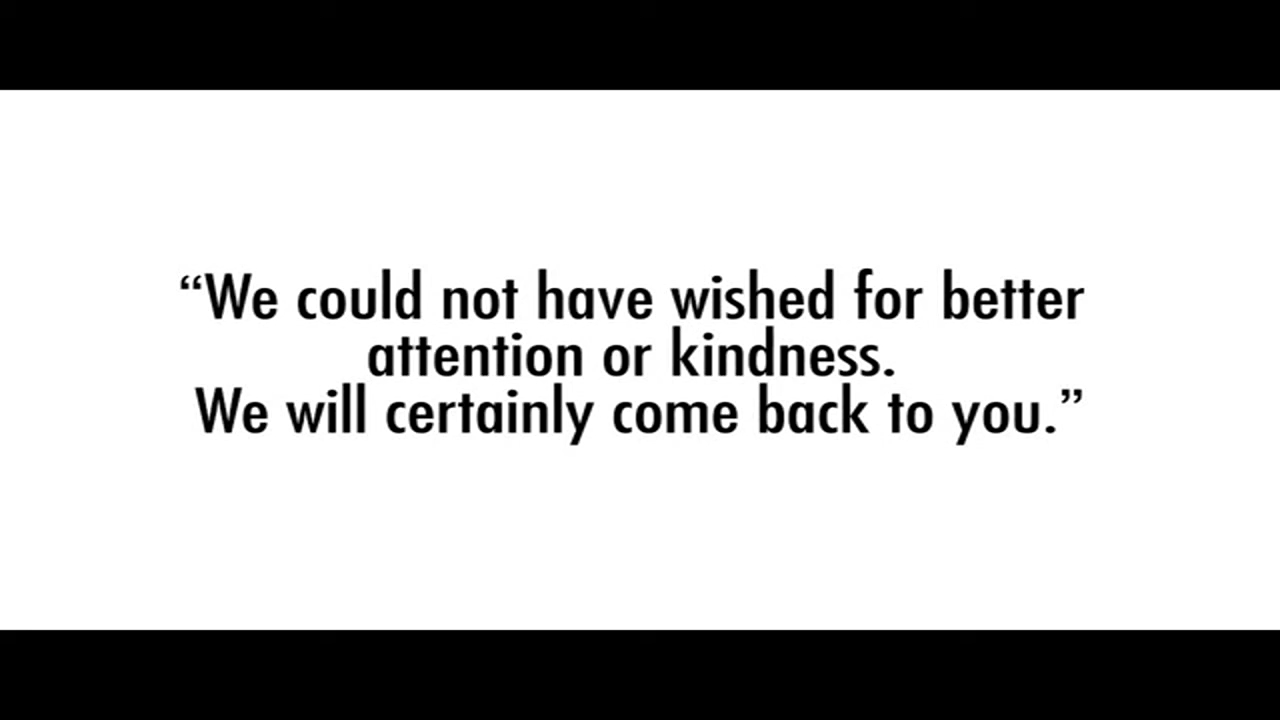 “We could not have wished for better
attention or kindness.
We will certainly come back to you.”